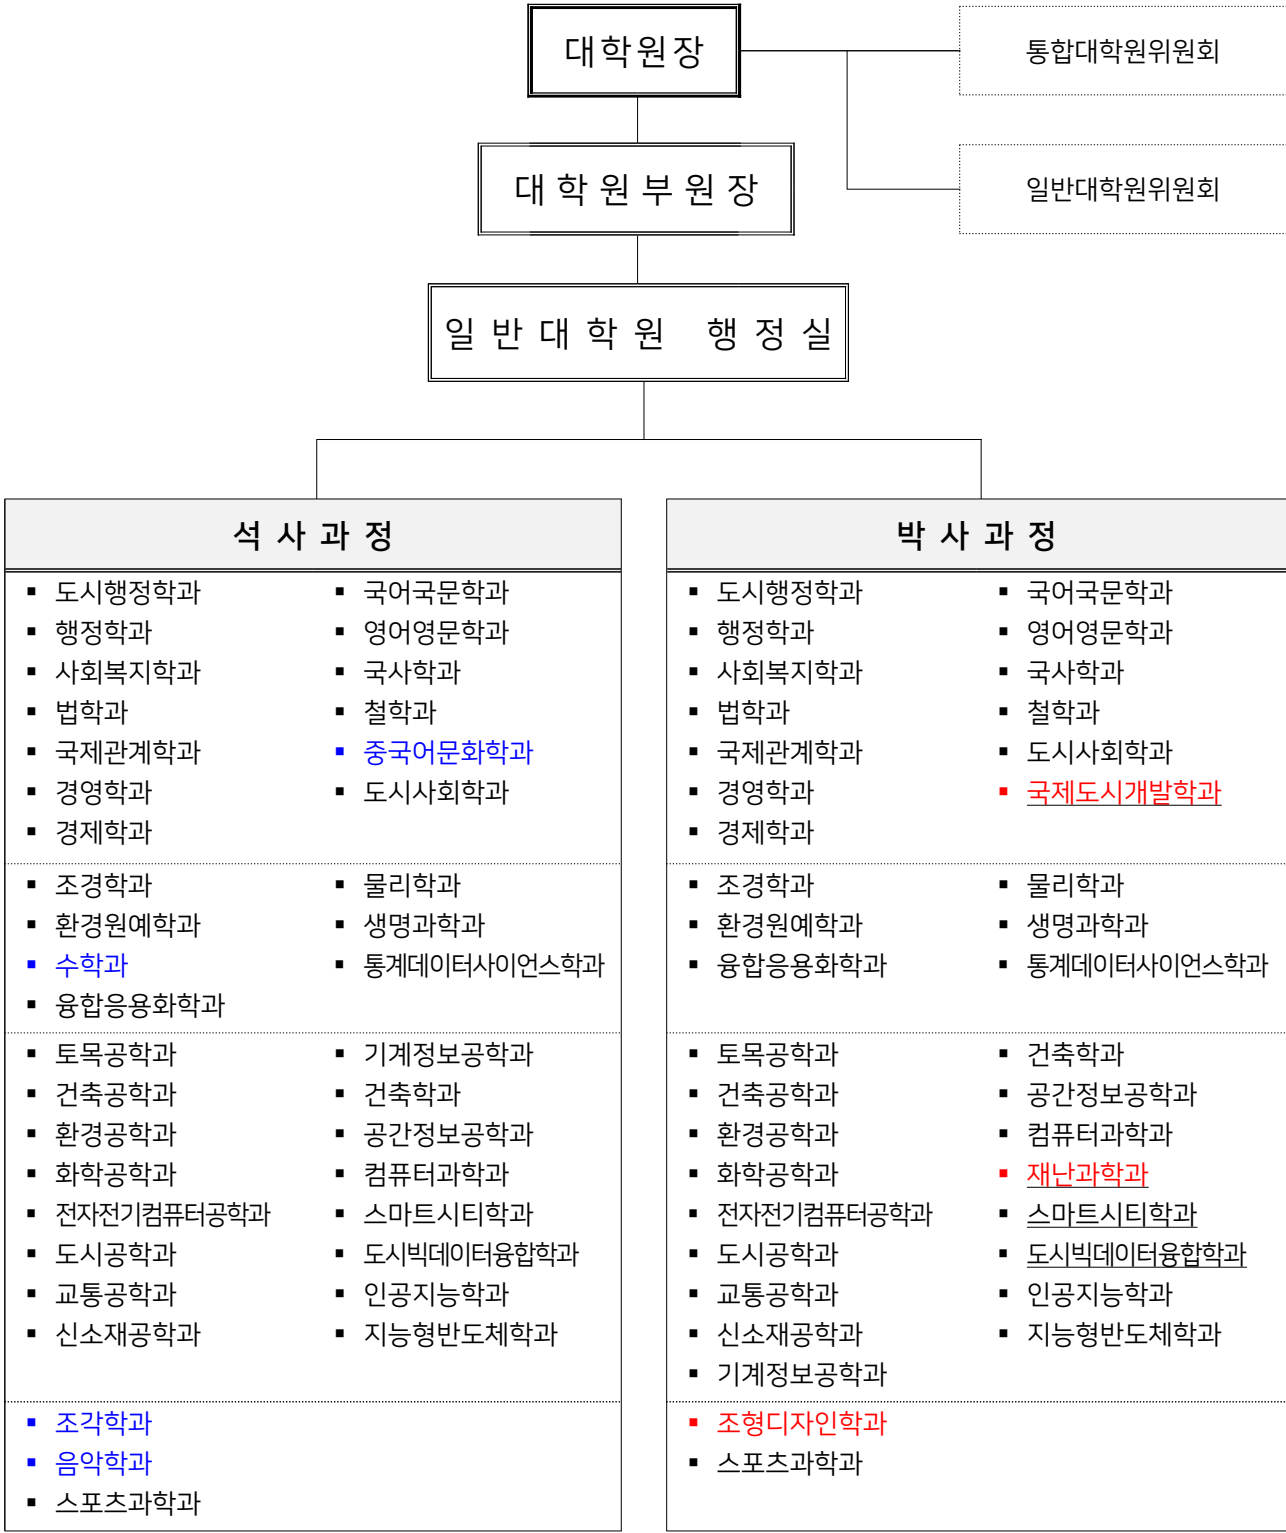 대학원장
통합대학원위원회
대학원부원장
일반대학원위원회
일반대학원 행정실
석사과정
▪ 도시행정학과
▪ 행정학과
▪ 사회복지학과
▪ 법학과
▪ 국제관계학과
▪ 경영학과
▪ 경제학과
▪ 국어국문학과
▪ 영어영문학과
▪ 국사학과
▪ 철학과
▪ 중국어문화학과
▪ 도시사회학과
▪ 조경학과
▪ 환경원예학과
▪ 수학과
▪ 융합응용화학과
▪ 물리학과
▪ 생명과학과
▪ 통계데이터사이언스학과
▪ 토목공학과
▪ 건축공학과
▪ 환경공학과
▪ 화학공학과
▪ 전자전기컴퓨터공학과
▪ 도시공학과
▪ 교통공학과
▪ 신소재공학과
▪ 기계정보공학과
▪ 건축학과
▪ 공간정보공학과
▪ 컴퓨터과학과
▪ 스마트시티학과
▪ 도시빅데이터융합학과
▪ 인공지능학과
▪ 지능형반도체학과
▪ 조각학과
▪ 음악학과
▪ 스포츠과학과
박사과정
▪ 도시행정학과
▪ 행정학과
▪ 사회복지학과
▪ 법학과
▪ 국제관계학과
▪ 경영학과
▪ 경제학과
▪ 국어국문학과
▪ 영어영문학과
▪ 국사학과
▪ 철학과
▪ 도시사회학과
▪ 국제도시개발학과
▪ 조경학과
▪ 환경원예학과
▪ 융합응용화학과
▪ 물리학과
▪ 생명과학과
▪ 통계데이터사이언스학과
▪ 토목공학과
▪ 건축공학과
▪ 환경공학과
▪ 화학공학과
▪ 전자전기컴퓨터공학과
▪ 도시공학과
▪ 교통공학과
▪ 신소재공학과
▪ 기계정보공학과
▪ 건축학과
▪ 공간정보공학과
▪ 컴퓨터과학과
▪ 재난과학과
▪ 스마트시티학과
▪ 도시빅데이터융합학과
▪ 인공지능학과
▪ 지능형반도체학과
▪ 조형디자인학과
▪ 스포츠과학과